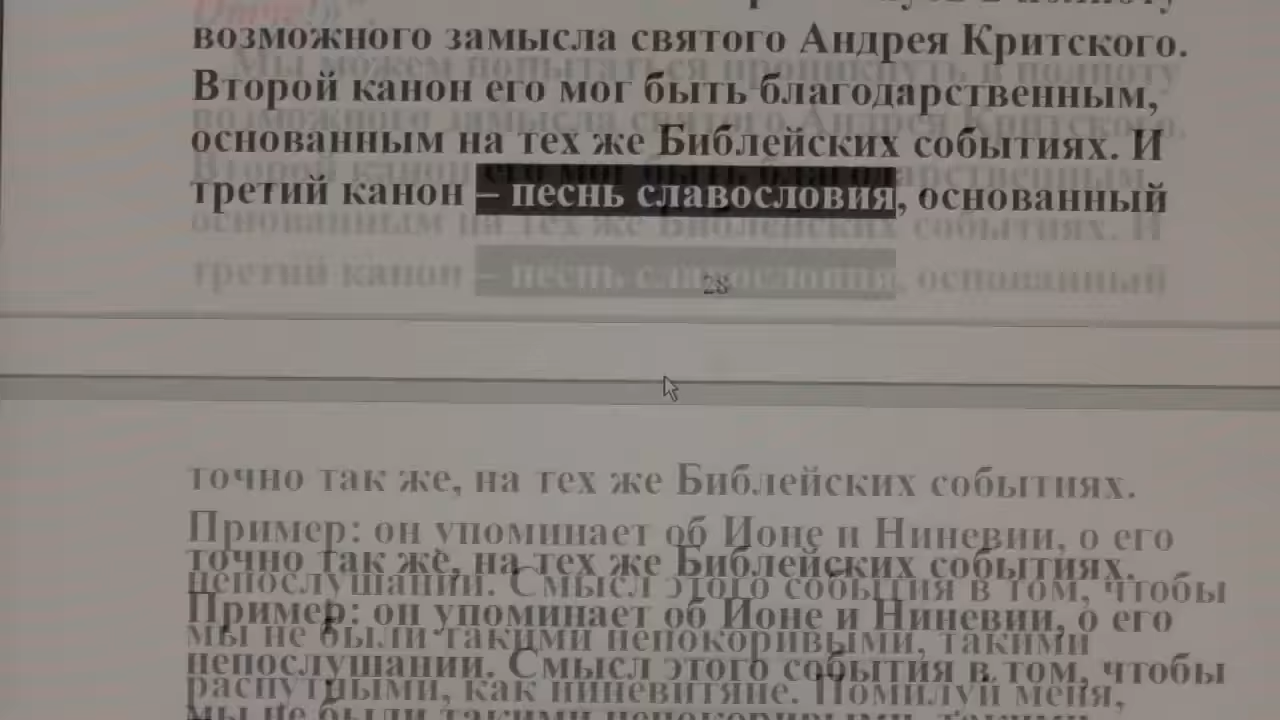 возможного замысла святого Андрея Критского.
Второй канон его мог быть благодарственным,
основанным на тех же Библейских событиях. И
третий канон – песнь славословия, основанный
28
точно так же, на тех же Библейских событиях.
Пример: он упоминает об Ионе и Ниневии, о его
непослушании. Смысл этого события в том, чтобы
мы не были такими непокоривыми, такими
распутными, как ниневитяне. Помилуй меня,